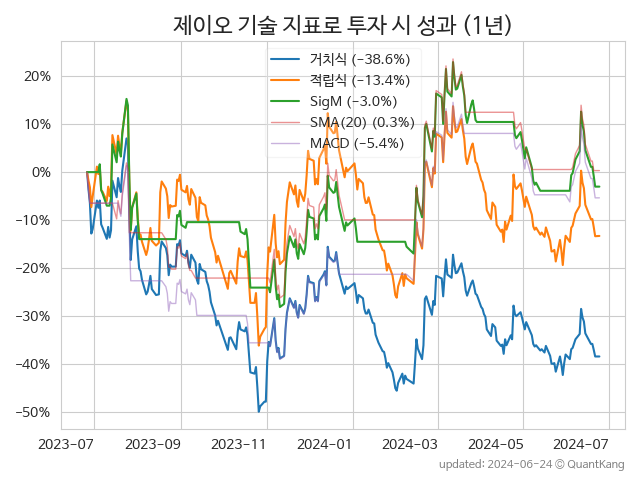 제이오 기술 지표로 투자 시 성과 (1년)
거치식 (−38.6%)
적립식 (−13.4%)
SigM (−3.0%)
SMA(20) (0.3%)
MACD (−5.4%)
20%
10%
0%
−10%
−20%
−30%
−40%
−50%
2023−07 2023−09 2023−11 2024−01 2024−03 2024−05 2024−07
updated: 2024−06−24 ⓒ QuantKang